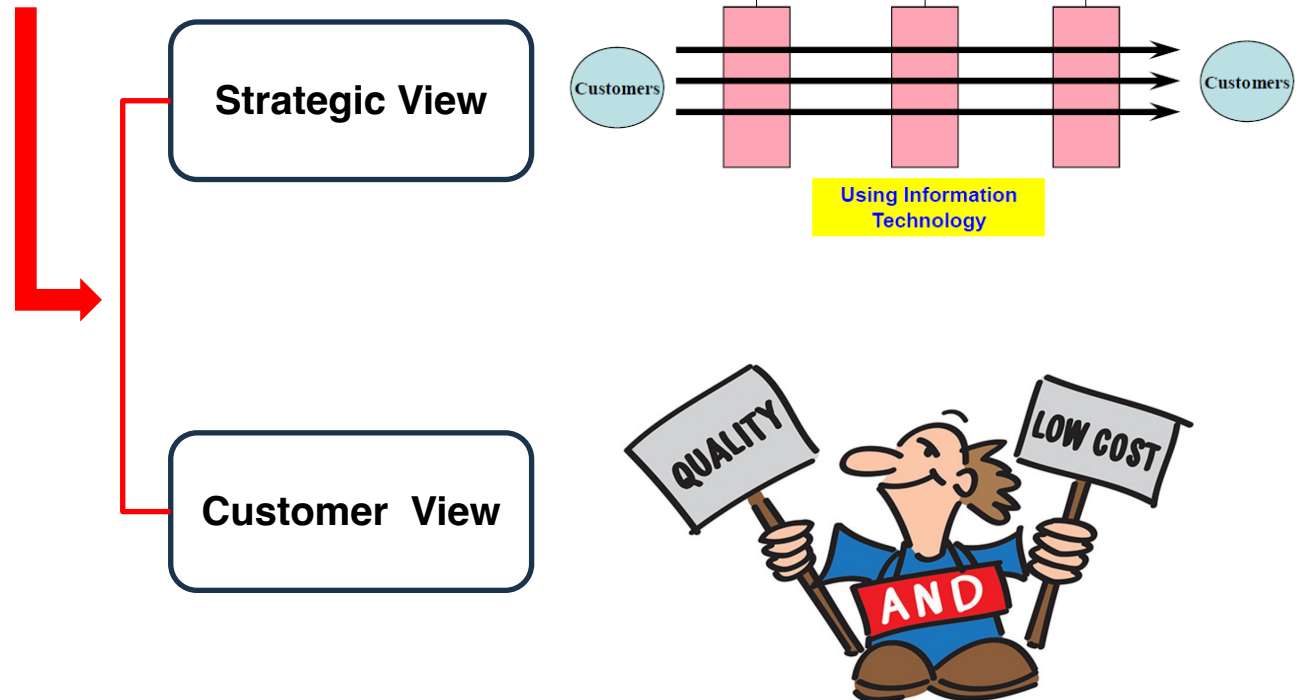 Strategic View
Customers
Customers
Using Information
Technology
QUALITY
LOW COST
Customer  View
AND